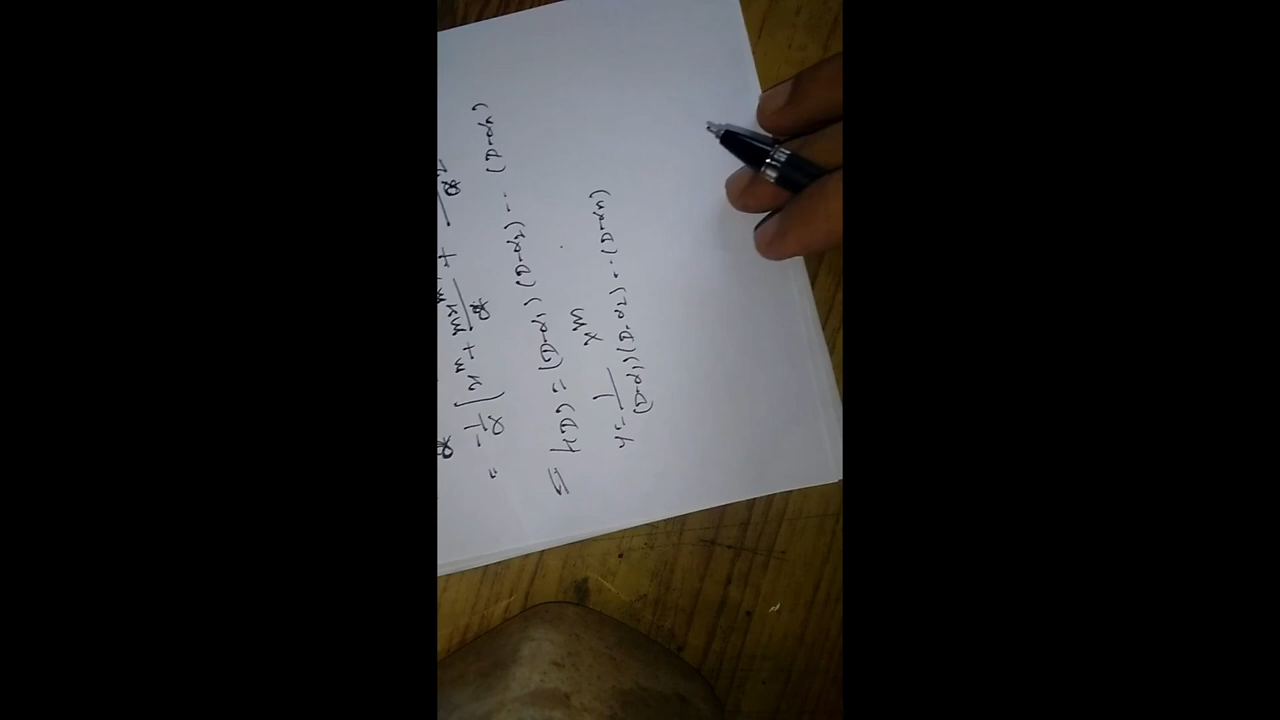 = -1/α [ x^m + mx^m-1/α +
f(D) = (D-α1) (D-α2) -- (D-αn)
y = 1/(D-α1)(D-α2) -- (D-αn) x^m